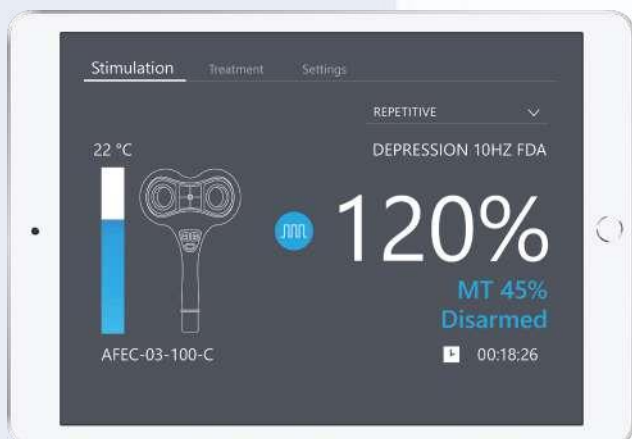 Stimulation Treatment Settings
REPETITIVE
22 °C
DEPRESSION 10HZ FDA
120%
MT 45%
Disarmed
AFEC-03-100-C
00:18:26